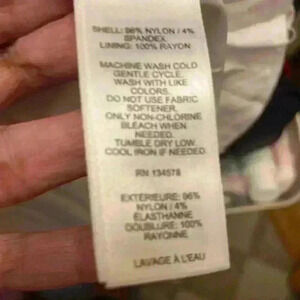 SHELL: 96% NYLON / 4%
SPANDEX
LINING: 100% RAYON
MACHINE WASH COLD
GENTLE CYCLE.
WASH WITH LIKE
COLORS.
DO NOT USE FABRIC
SOFTENER.
ONLY NON-CHLORINE
BLEACH WHEN
NEEDED.
TUMBLE DRY LOW.
COOL IRON IF NEEDED.
RN 134578
EXTERIEURE: 96%
NYLON / 4%
ELASTHANNE
DOUBLURE: 100%
RAYONNE
LAVAGE À L'EAU